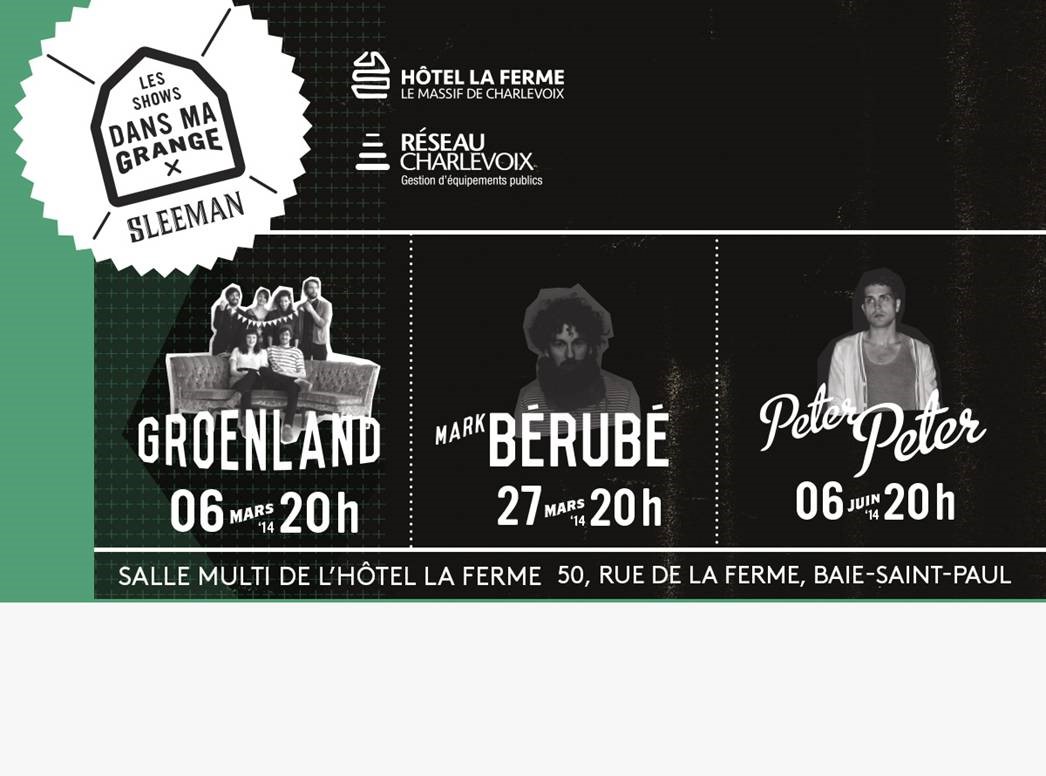 LES
SHOWS
DANS MA
GRANGE
X
SLEEMAN
HÔTEL LA FERME
LE MASSIF DE CHARLEVOIX
RÉSEAU
CHARLEVOIX
Gestion d'équipements publics
GROENLAND
06 MARS '14 20h
MARK BÉRUBÉ
27 MARS '14 20h
Peter Peter
06 JUIN '14 20h
SALLE MULTI DE L'HÔTEL LA FERME 50, RUE DE LA FERME, BAIE-SAINT-PAUL